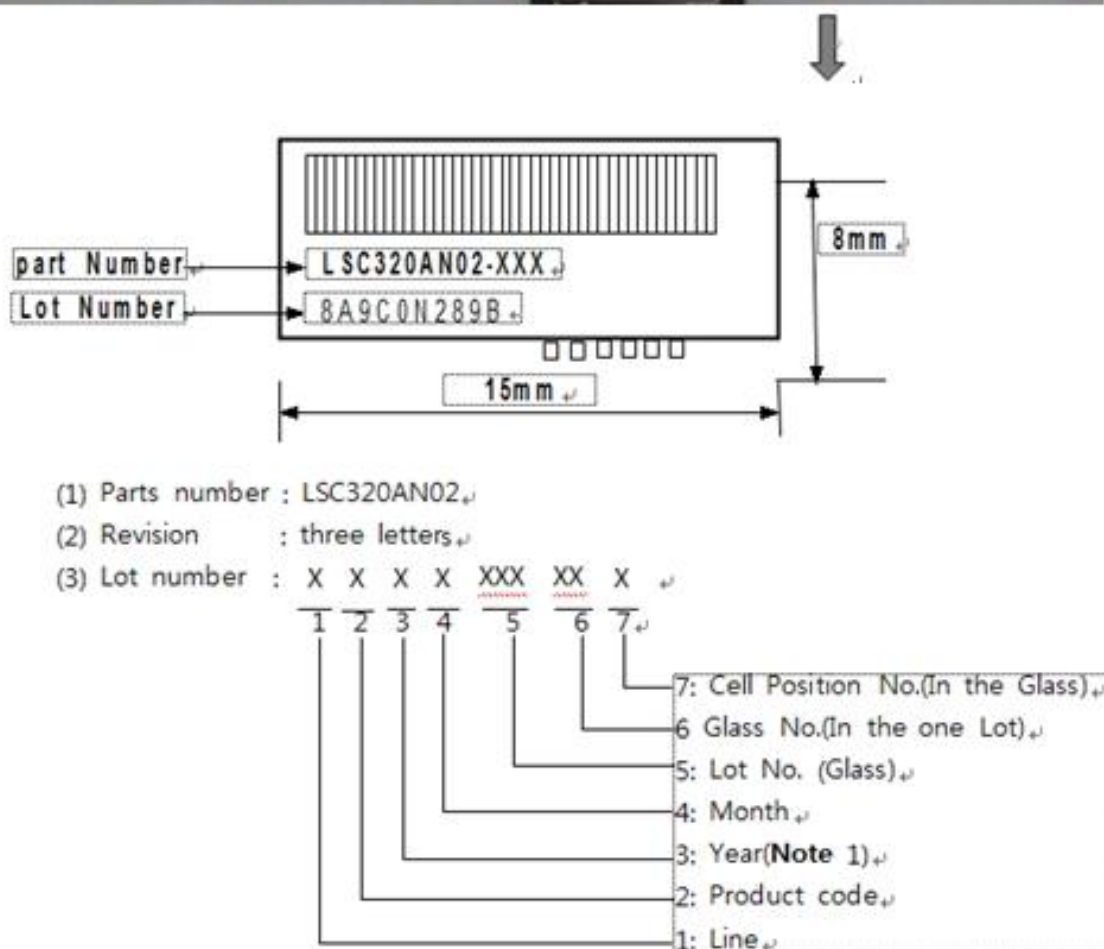 8mm
part Number
LSC320AN02-XXX
Lot Number
8A9C0N289B
15mm
(1) Parts number : LSC320AN02
(2) Revision : three letters
(3) Lot number : X X X X XXX XX X
1 2 3 4 5 6 7
7: Cell Position No.(In the Glass)
6 Glass No.(In the one Lot)
5: Lot No. (Glass)
4: Month
3: Year(Note 1)
2: Product code
1: Line